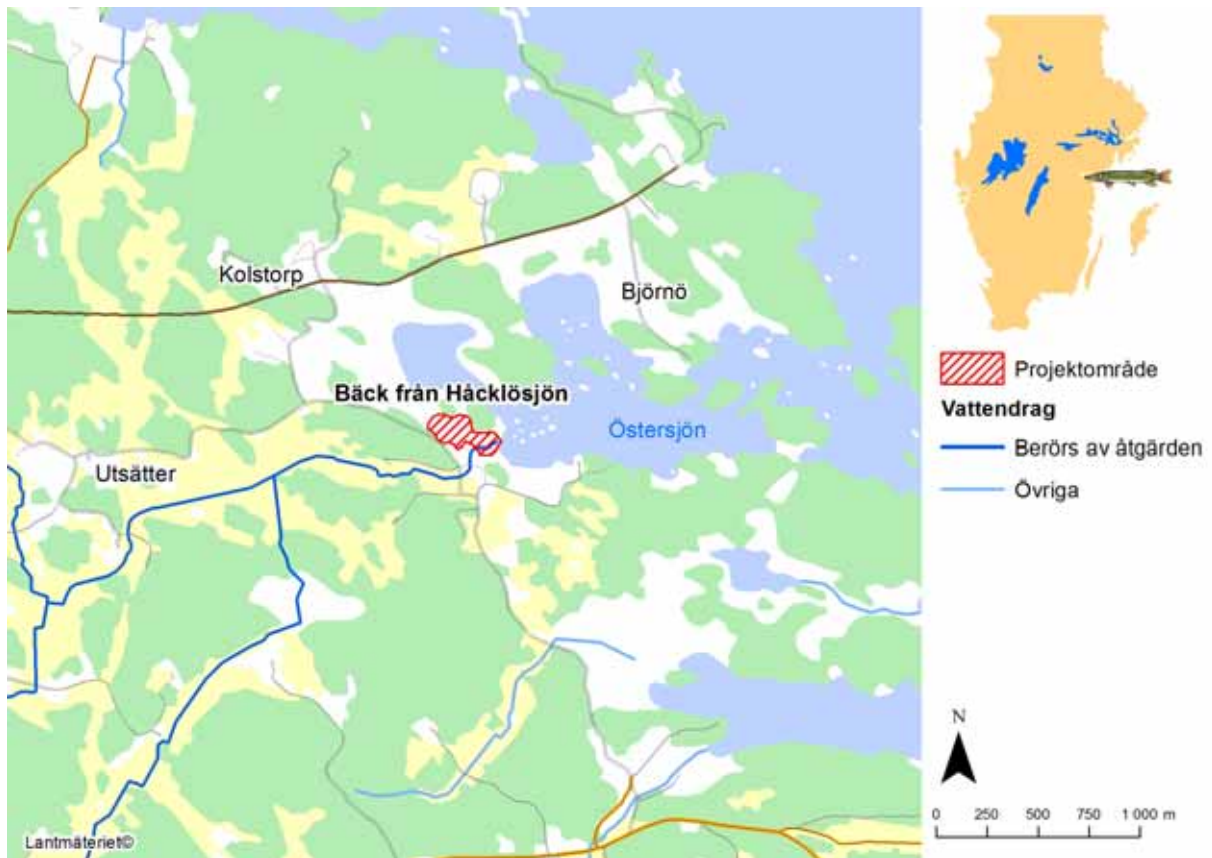 Kolstorp
Björnö
Bäck från Håcklösjön
Östersjön
Utsätter
Lantmäteriet©
Projektområde
Vattendrag
Berörs av åtgärden
Övriga
N
0 250 500 750 1 000 m